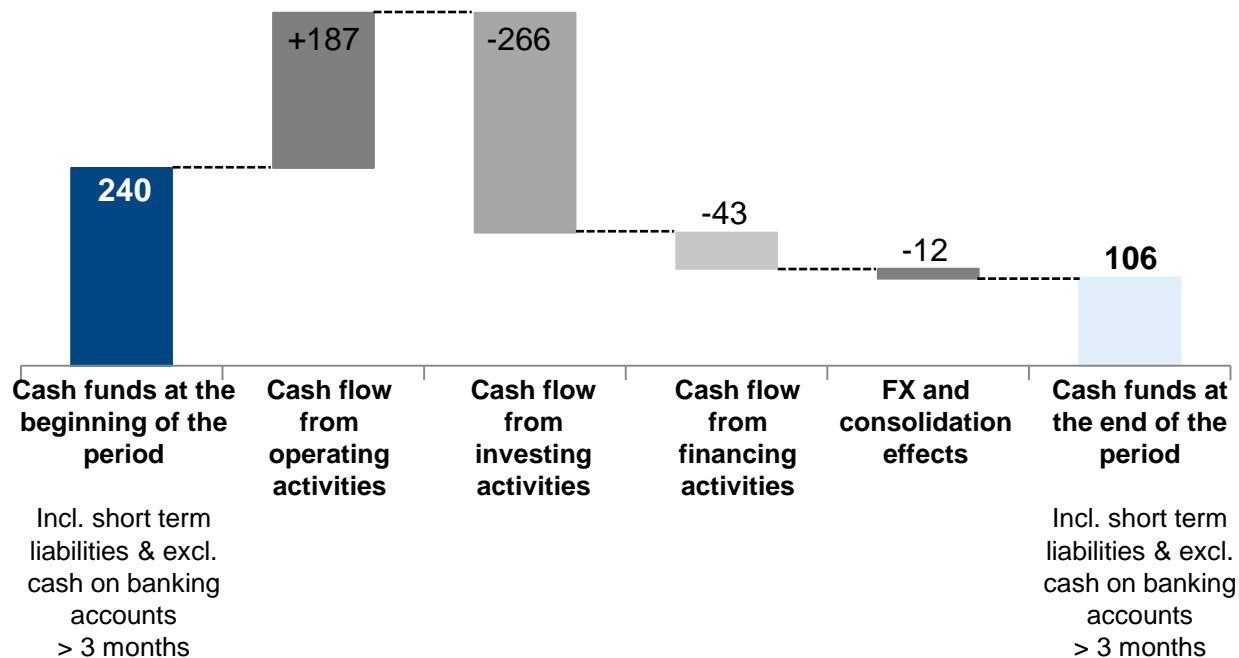 +187
-266
240
-43
-12
106
Cash funds at the
beginning of the
period
Incl. short term
liabilities & excl.
cash on banking
accounts
> 3 months
Cash flow
from
operating
activities
Cash flow
from
investing
activities
Cash flow
from
financing
activities
FX and
consolidation
effects
Cash funds at
the end of the
period
Incl. short term
liabilities & excl.
cash on banking
accounts
> 3 months